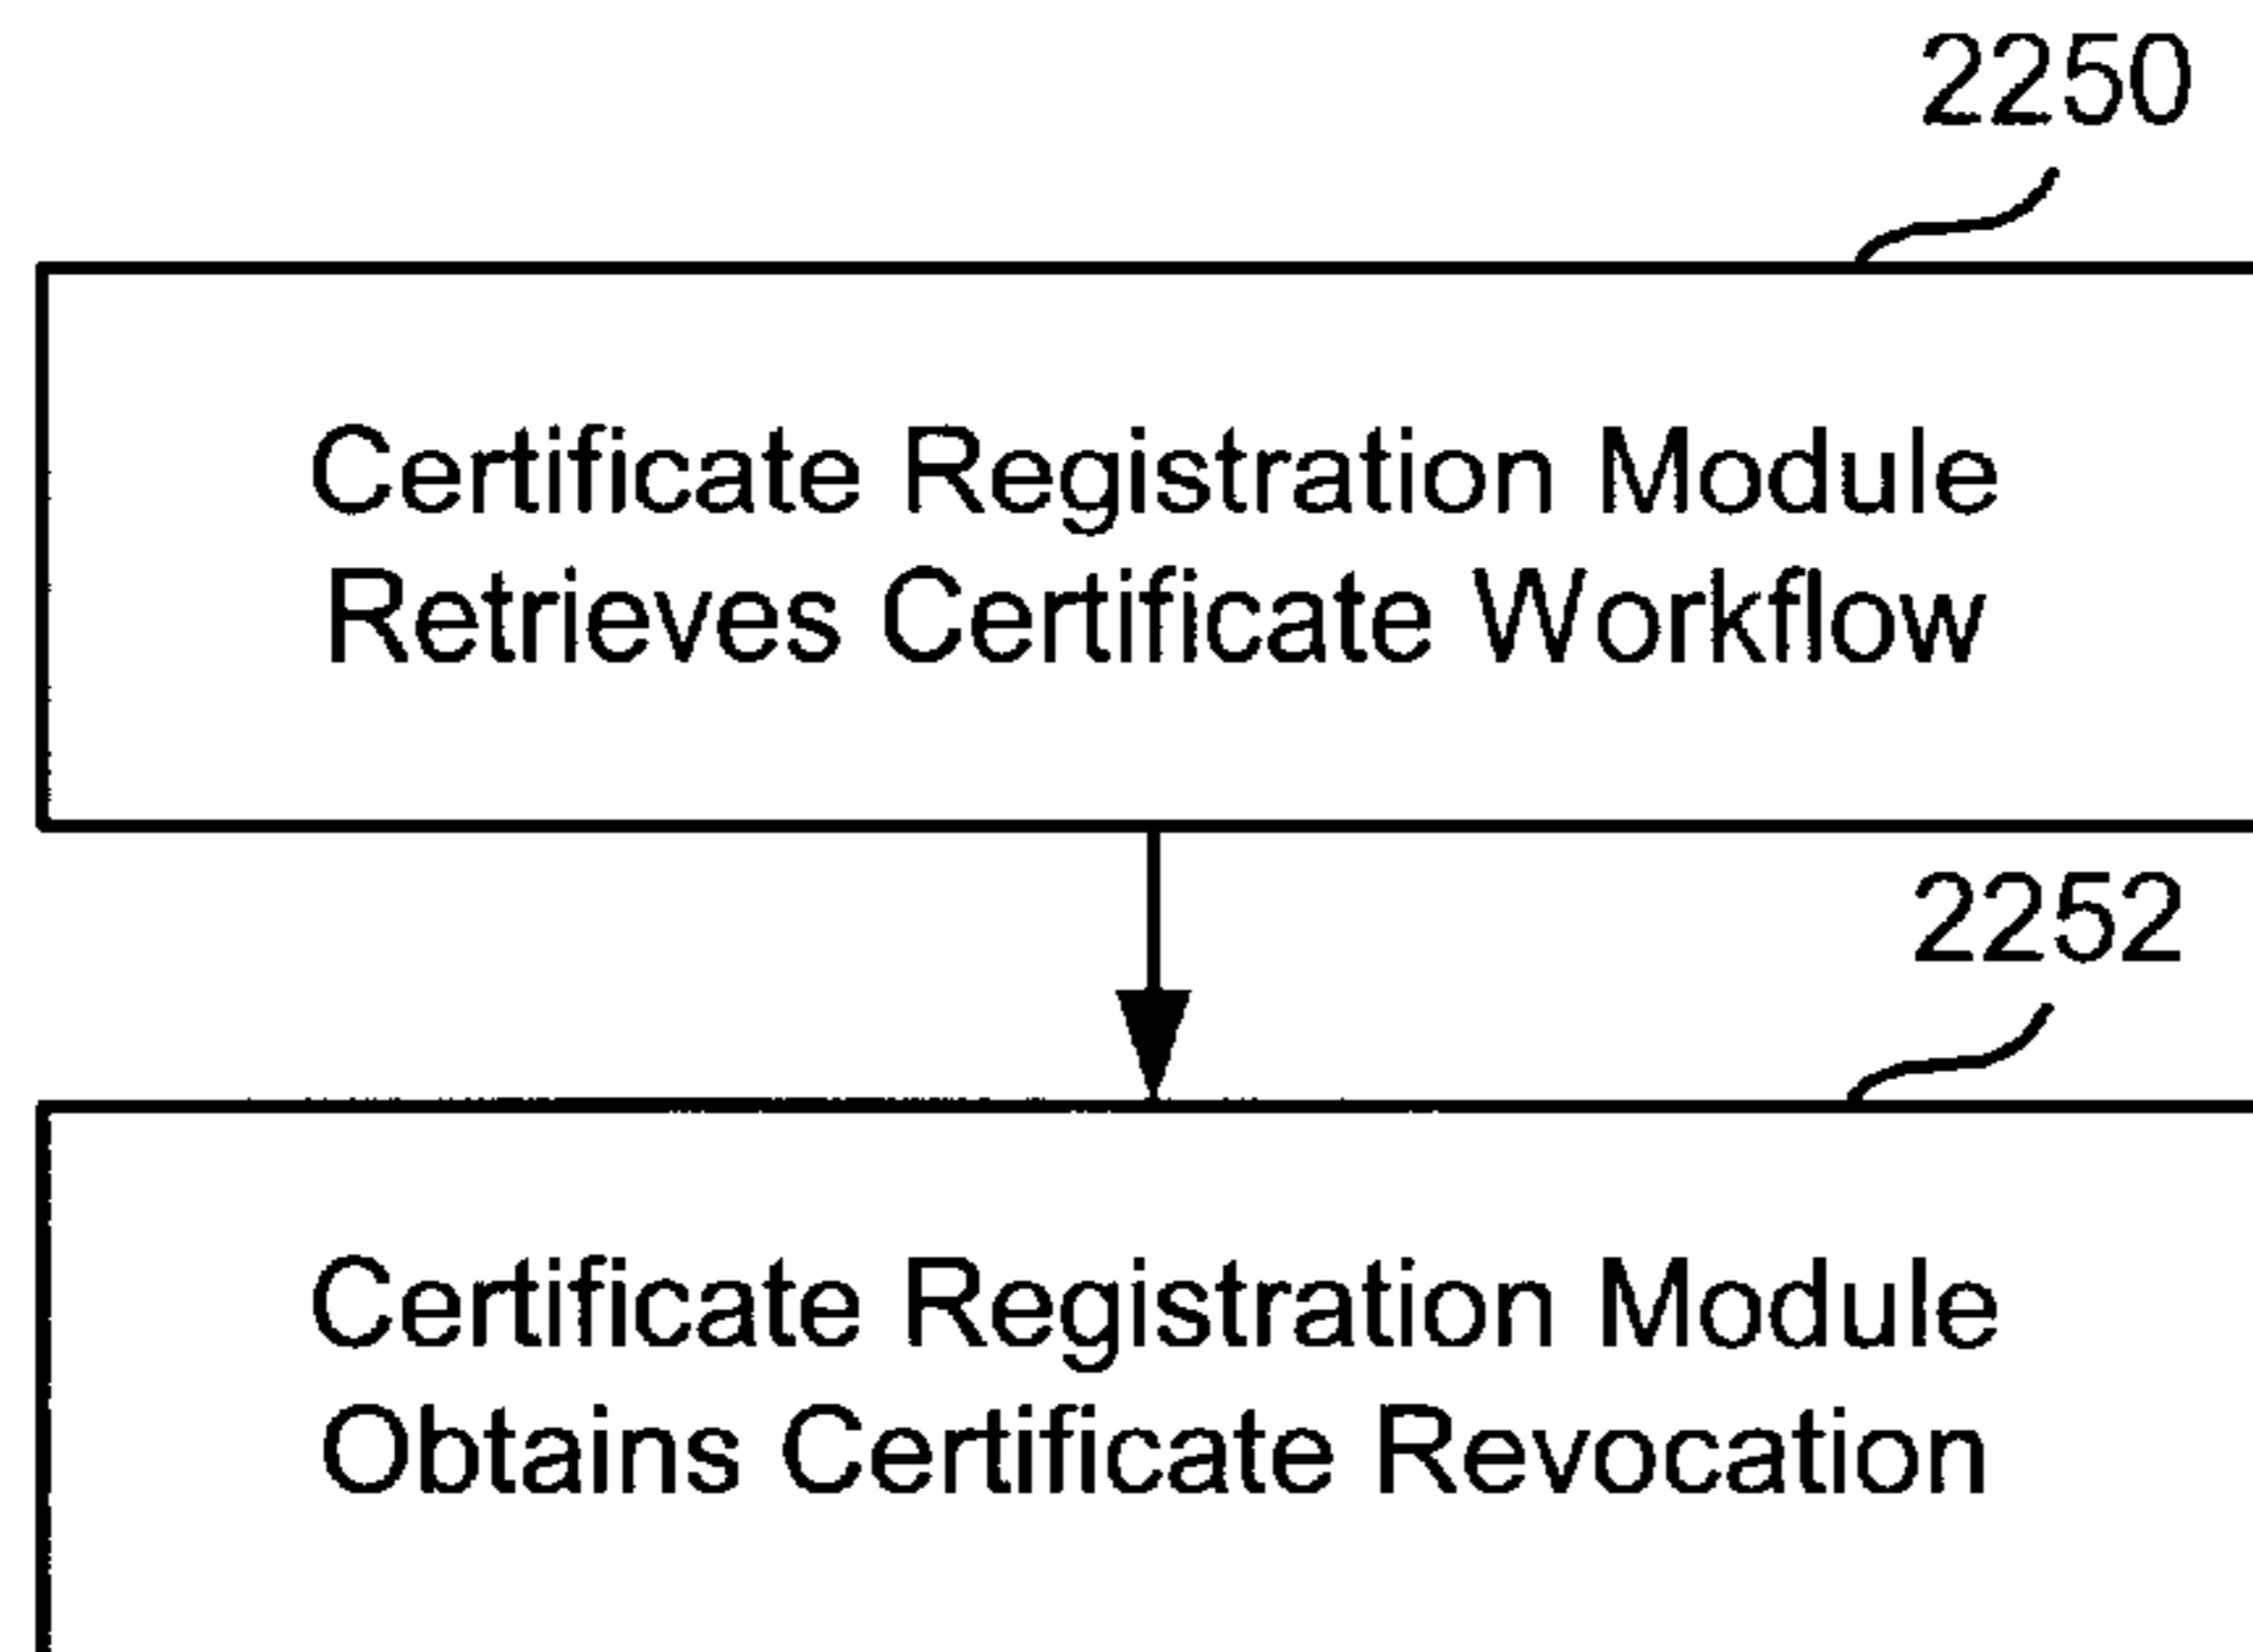 2250
Certificate Registration Module
Retrieves Certificate Workflow
2252
Certificate Registration Module
Obtains Certificate Revocation